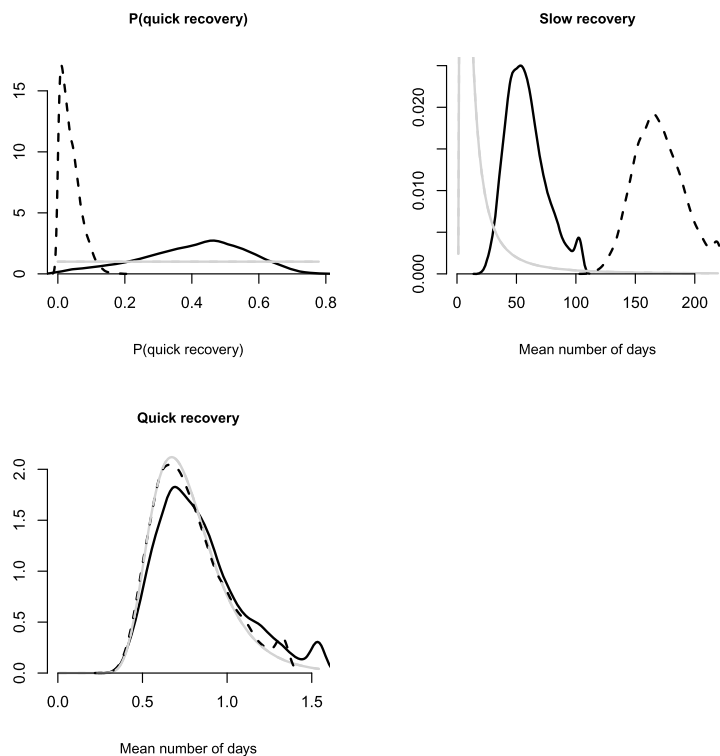 P(quick recovery)
15
10
5
0
0.0 0.2 0.4 0.6 0.8
P(quick recovery)
Slow recovery
0.020
0.010
0.000
0 50 100 150 200
Mean number of days
Quick recovery
2.0
1.5
1.0
0.5
0.0
0.0 0.5 1.0 1.5
Mean number of days